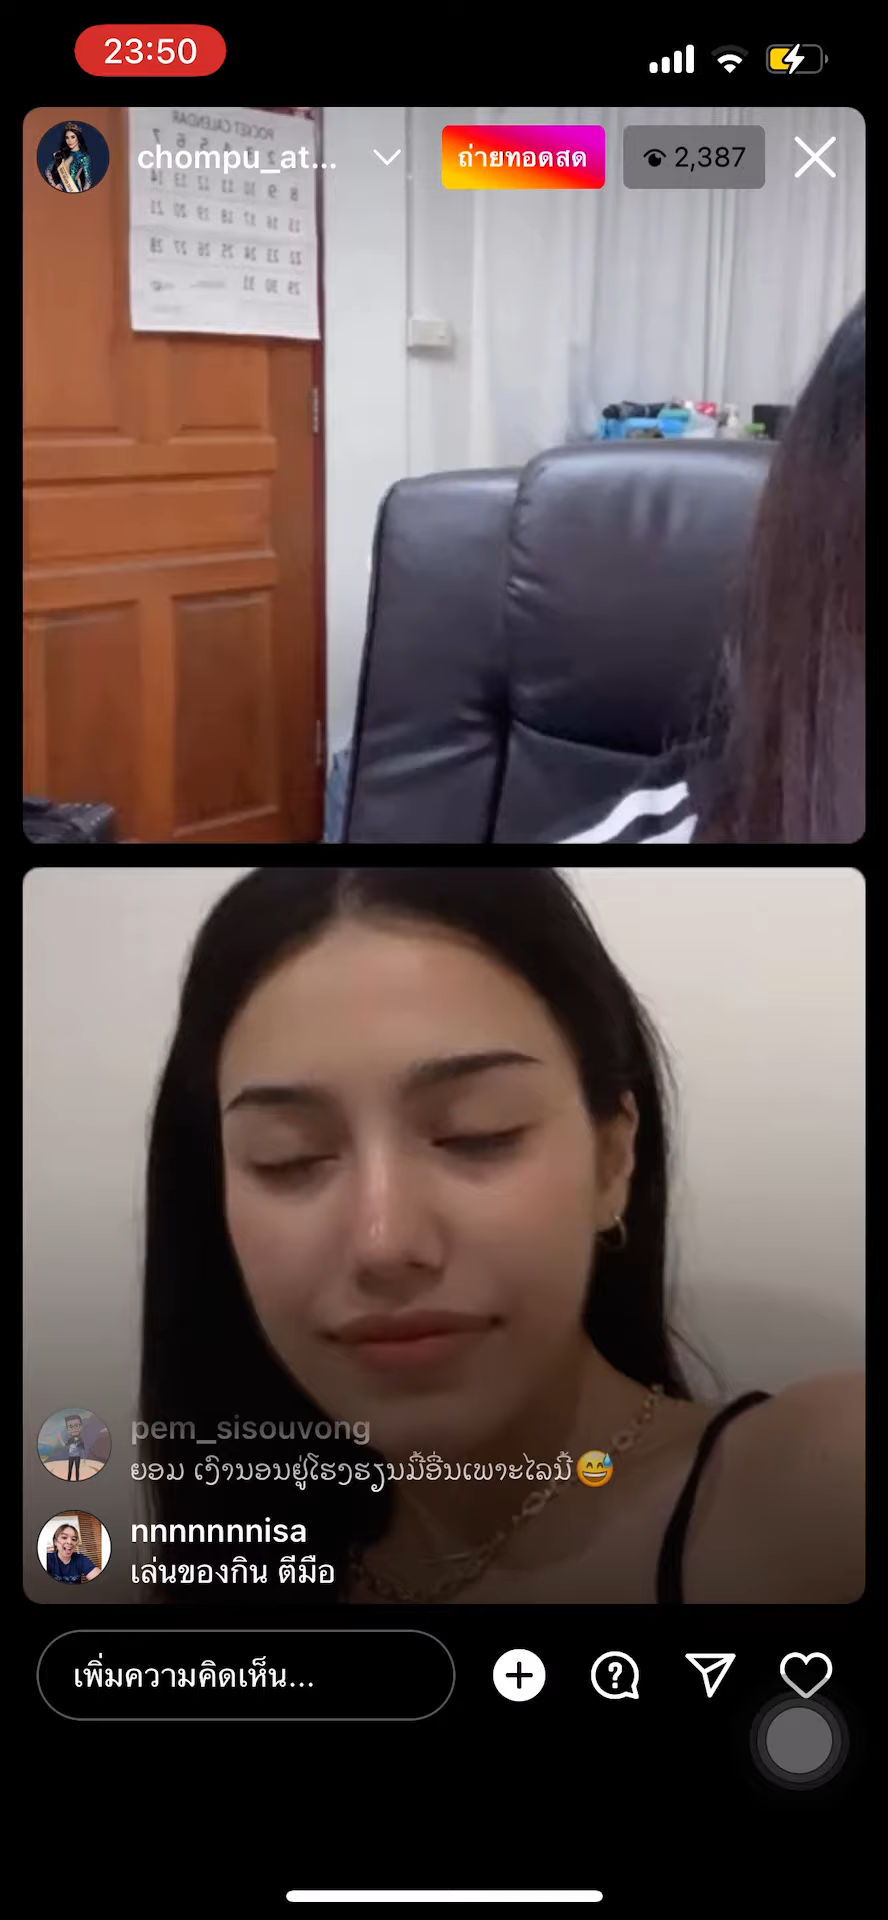 23:50
chompu_at...
ถ่ายทอดสด
2,387
POCKET CALENDAR
pem_sisouvong
ຍອມ ເງົານອນຢູ່ໂຮງຮຽນມື້ອື່ນເພາະໄລນີ້😅
nnnnnnnisa
เล่นของกิน ตีมือ
เพิ่มความคิดเห็น...